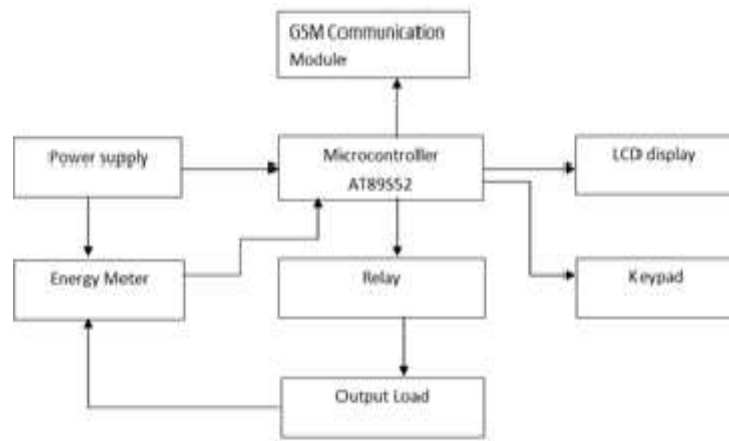 GSM Communication
Module
Power supply
Microcontroller
AT89S52
LCD display
Energy Meter
Relay
Keypad
Output Load